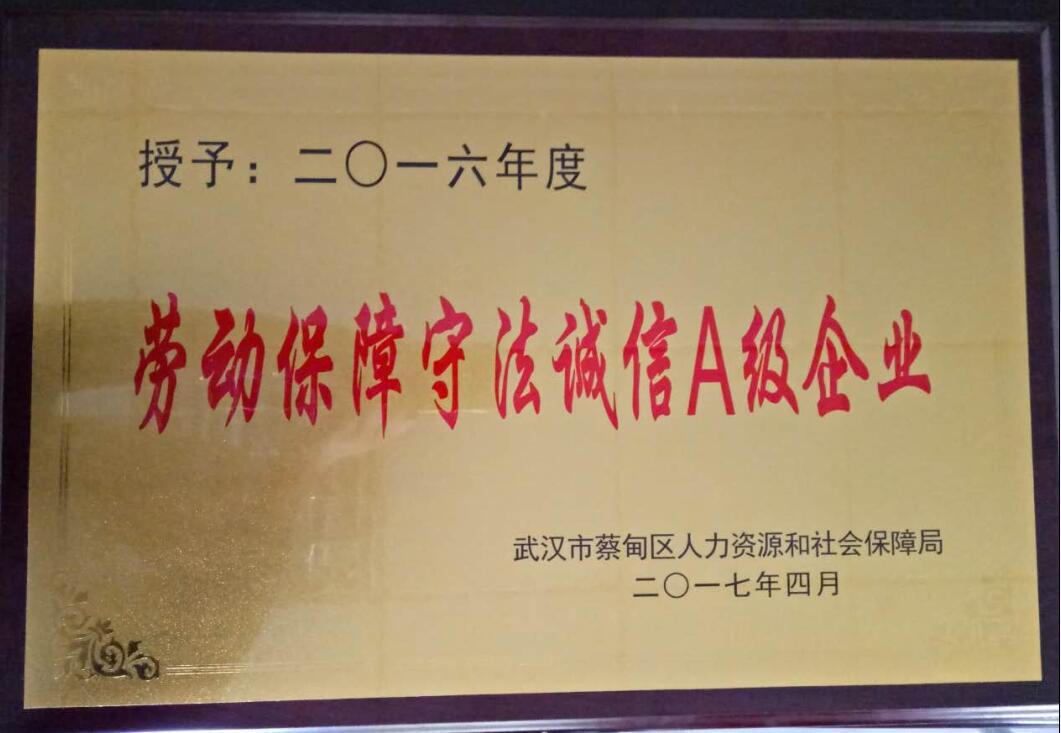 授予：二〇一六年度
劳动保障守法诚信A级企业
武汉市蔡甸区人力资源和社会保障局
二〇一七年四月